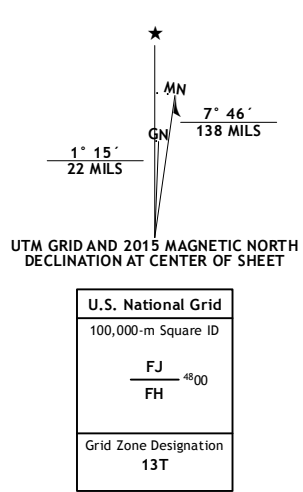 ★
MN
7° 46´
138 MILS
GN
1° 15´
22 MILS
UTM GRID AND 2015 MAGNETIC NORTH
DECLINATION AT CENTER OF SHEET
U.S. National Grid
100,000-m Square ID
FJ
4800
FH
Grid Zone Designation
13T